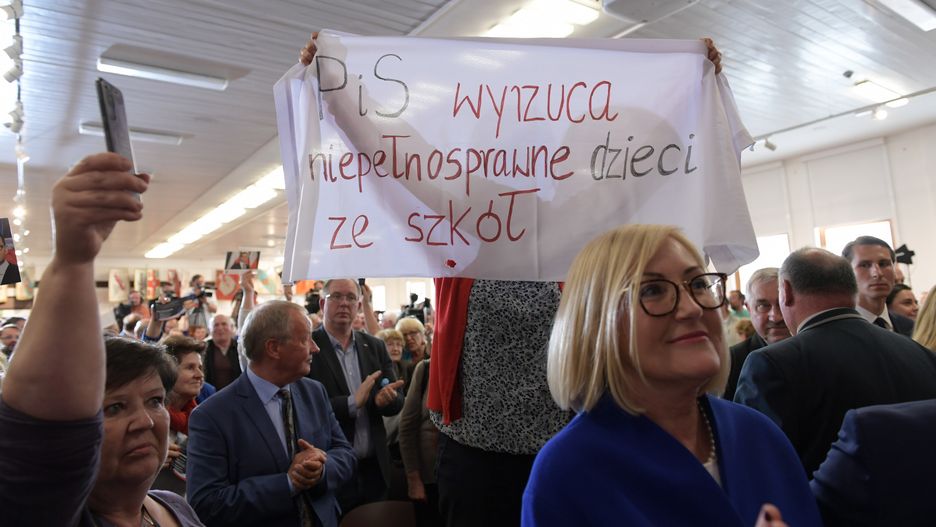 PiS wyrzuca
niepełnosprawne dzieci
ze szkół